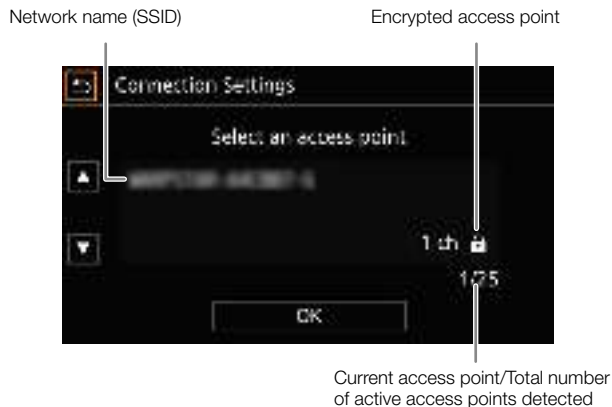 Network name (SSID)
Encrypted access point
Connection Settings
Select an access point
1 ch
1/25
OK
Current access point/Total number
of active access points detected